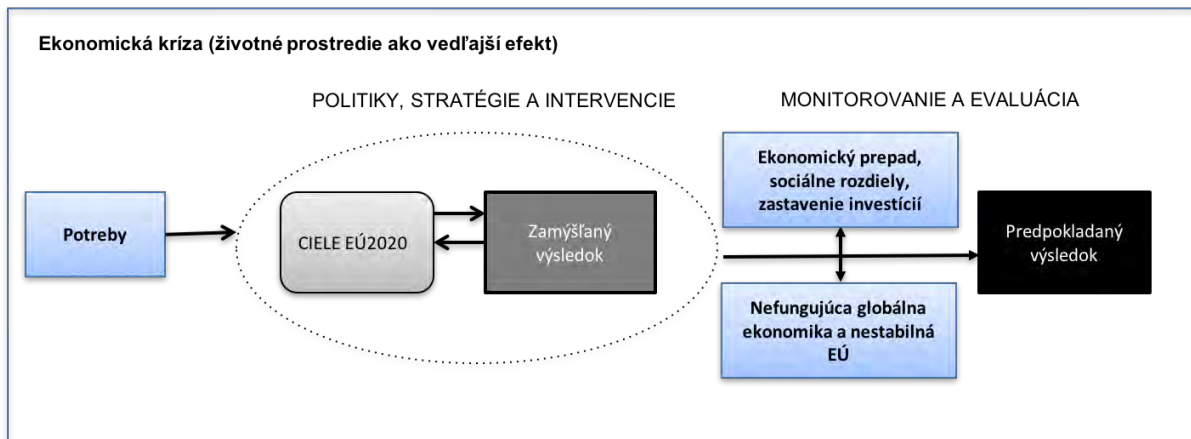 Ekonomická kríza (životné prostredie ako vedľajší efekt)
POLITIKY, STRATÉGIE A INTERVENCIE
MONITOROVANIE A EVALUÁCIA
Potreby
CIELE EÚ2020
Zamýšľaný
výsledok
Ekonomický prepad,
sociálne rozdiely,
zastavenie investícií
Nefungujúca globálna
ekonomika a nestabilná
EÚ
Predpokladaný
výsledok